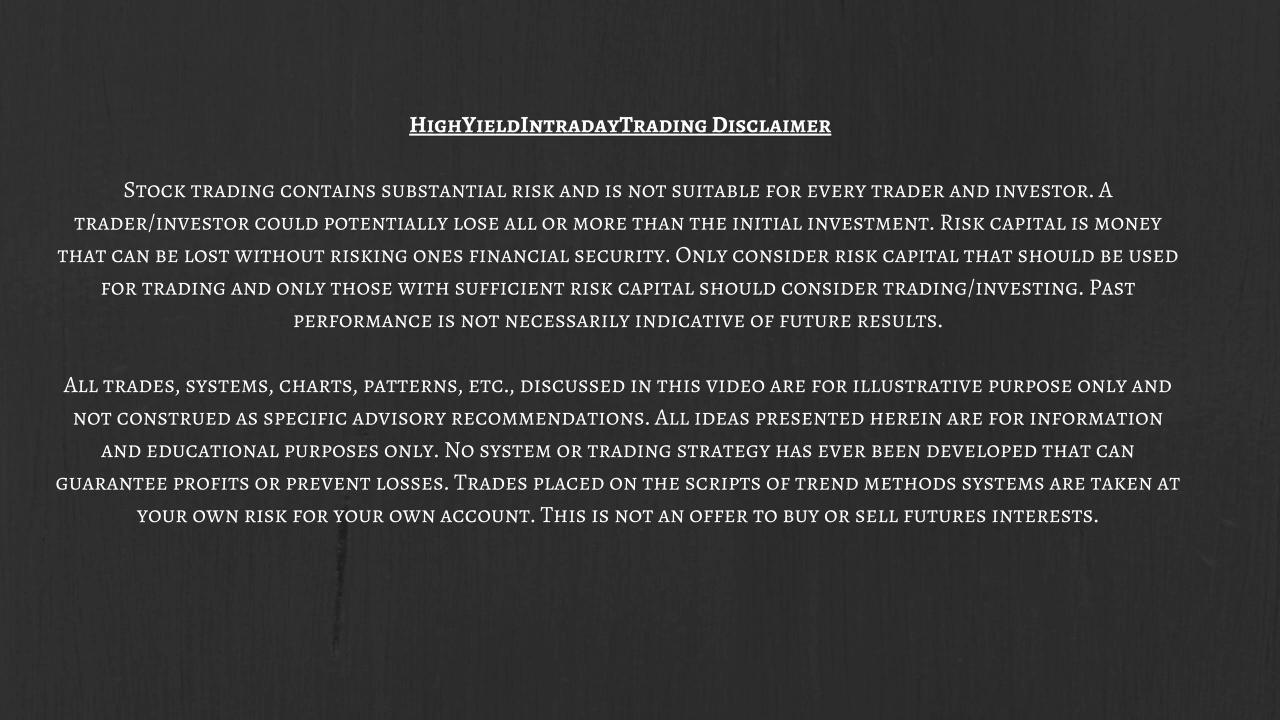 HighYieldIntradayTrading Disclaimer
Stock trading contains substantial risk and is not suitable for every trader and investor. A
trader/investor could potentially lose all or more than the initial investment. Risk capital is money
that can be lost without risking ones financial security. Only consider risk capital that should be used
for trading and only those with sufficient risk capital should consider trading/investing. Past
performance is not necessarily indicative of future results.
All trades, systems, charts, patterns, etc., discussed in this video are for illustrative purpose only and
not construed as specific advisory recommendations. All ideas presented herein are for information
and educational purposes only. No system or trading strategy has ever been developed that can
guarantee profits or prevent losses. Trades placed on the scripts of trend methods systems are taken at
your own risk for your own account. This is not an offer to buy or sell futures interests.